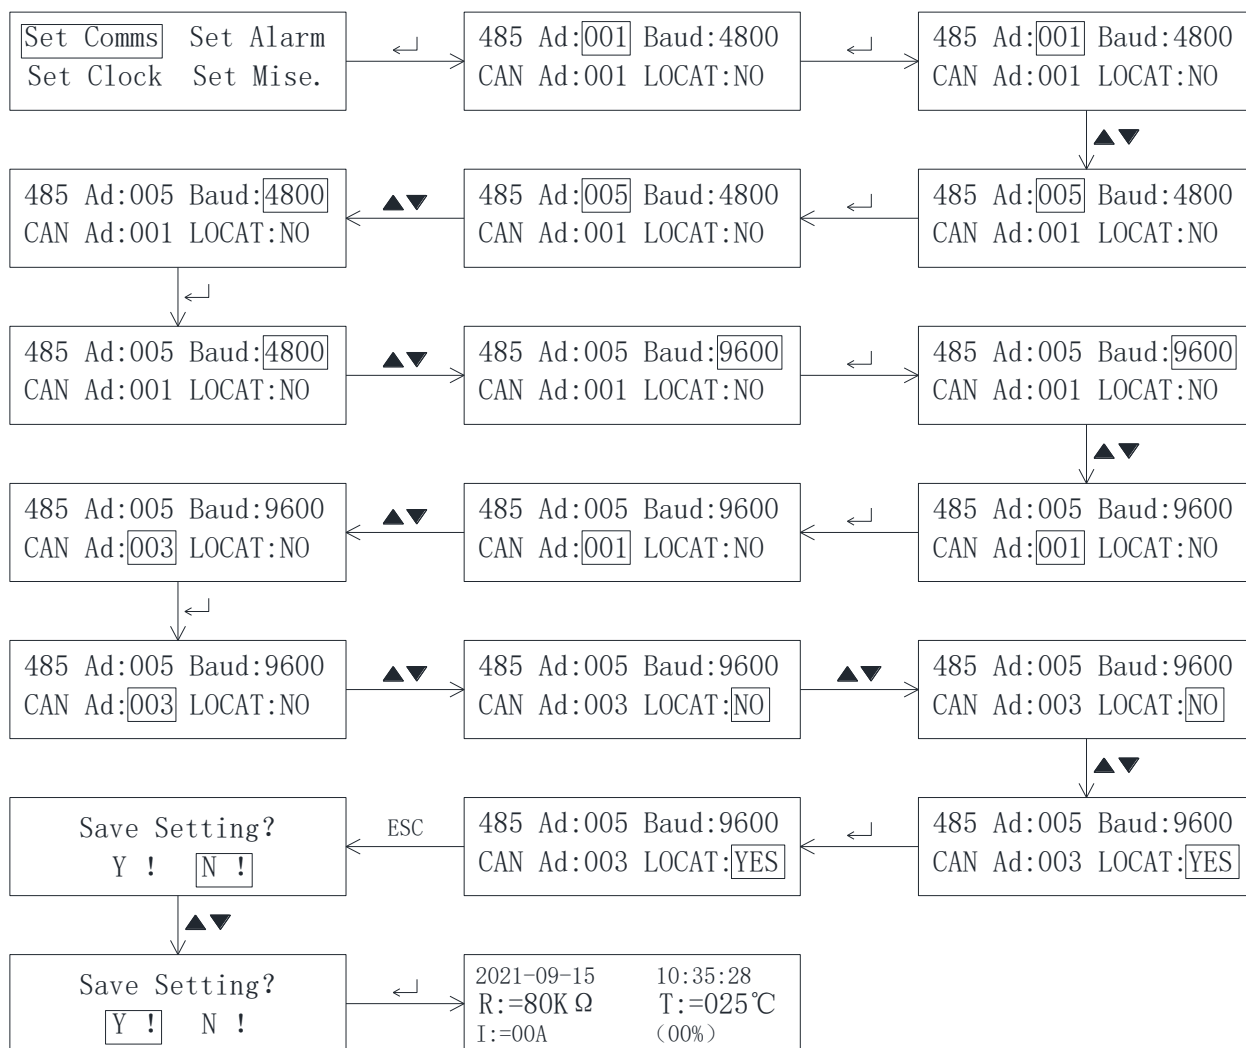 Set Comms Set Alarm
Set Clock Set Mise.
485 Ad:001 Baud:4800
CAN Ad:001 LOCAT:NO
485 Ad:001 Baud:4800
CAN Ad:001 LOCAT:NO
▲▼
485 Ad:005 Baud:4800
CAN Ad:001 LOCAT:NO
485 Ad:005 Baud:4800
CAN Ad:001 LOCAT:NO
▲▼
485 Ad:005 Baud:4800
CAN Ad:001 LOCAT:NO
485 Ad:005 Baud:4800
CAN Ad:001 LOCAT:NO
▲▼
485 Ad:005 Baud:9600
CAN Ad:001 LOCAT:NO
485 Ad:005 Baud:9600
CAN Ad:001 LOCAT:NO
▲▼
485 Ad:005 Baud:9600
CAN Ad:001 LOCAT:NO
485 Ad:005 Baud:9600
CAN Ad:001 LOCAT:NO
▲▼
485 Ad:005 Baud:9600
CAN Ad:003 LOCAT:NO
485 Ad:005 Baud:9600
CAN Ad:003 LOCAT:NO
▲▼
485 Ad:005 Baud:9600
CAN Ad:003 LOCAT:NO
▲▼
485 Ad:005 Baud:9600
CAN Ad:003 LOCAT:NO
▲▼
485 Ad:005 Baud:9600
CAN Ad:003 LOCAT:YES
485 Ad:005 Baud:9600
CAN Ad:003 LOCAT:YES
ESC
Save Setting?
Y ! N !
▲▼
Save Setting?
Y ! N !
2021-09-15 10:35:28
R:=80KΩ T:=025℃
I:=00A (00%)